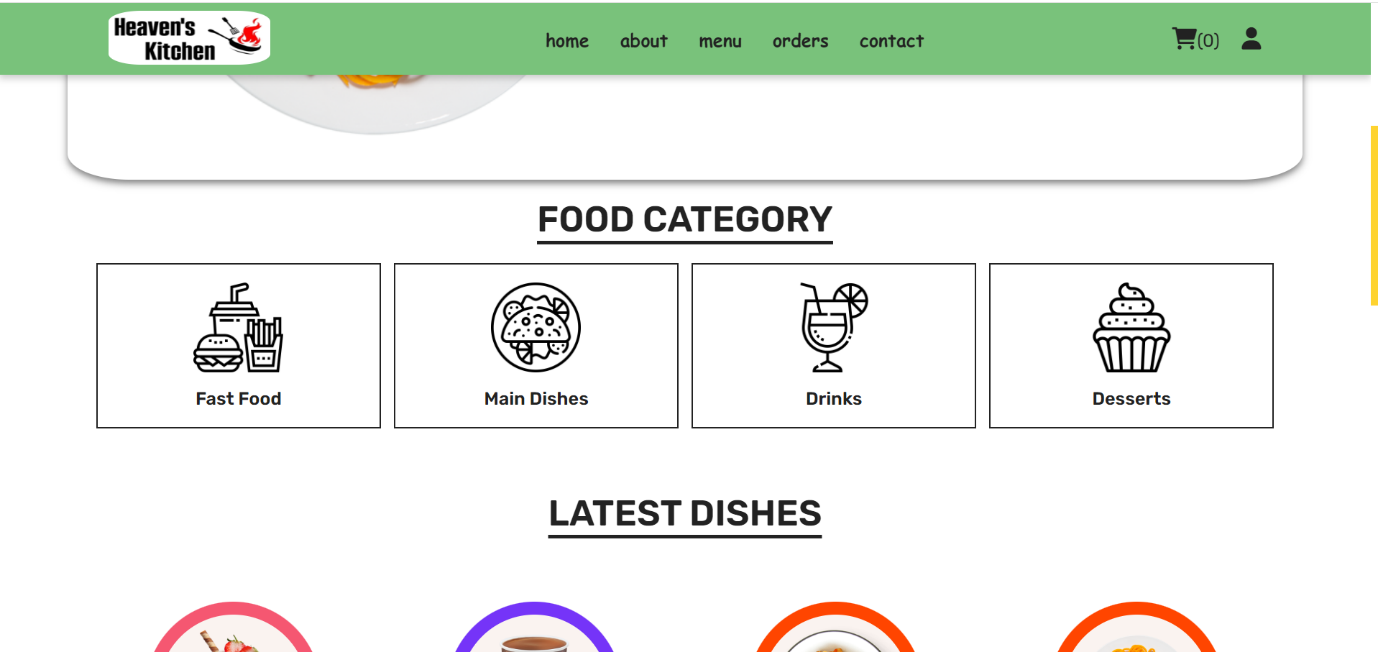 Heaven's
Kitchen
home about menu orders contact
(0)
FOOD CATEGORY
Fast Food Main Dishes Drinks Desserts
LATEST DISHES